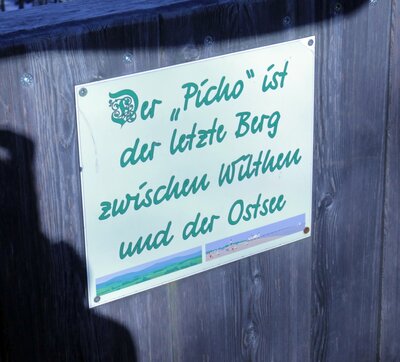 Der „Picho“ ist
der letzte Berg
zwischen Wilthen
und der Ostsee